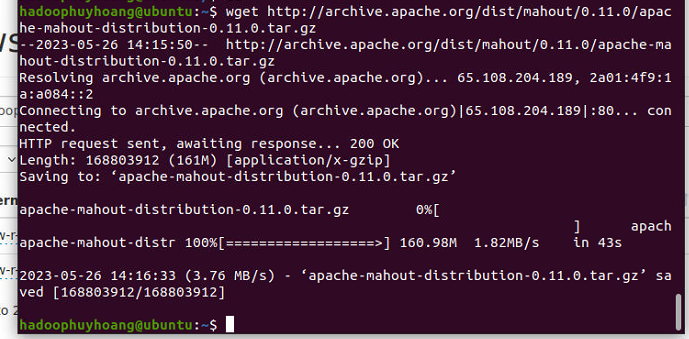 hadoophuyhoang@ubuntu:~$ wget http://archive.apache.org/dist/mahout/0.11.0/apac
he-mahout-distribution-0.11.0.tar.gz
--2023-05-26 14:15:50--  http://archive.apache.org/dist/mahout/0.11.0/apache-ma
hout-distribution-0.11.0.tar.gz
Resolving archive.apache.org (archive.apache.org)... 65.108.204.189, 2a01:4f9:1
a:a084::2
Connecting to archive.apache.org (archive.apache.org)|65.108.204.189|:80... con
nected.
HTTP request sent, awaiting response... 200 OK
Length: 168803912 (161M) [application/x-gzip]
Saving to: ‘apache-mahout-distribution-0.11.0.tar.gz’
apache-mahout-distribution-0.11.0.tar.gz        0%[
]      apach
apache-mahout-distr 100%[==================>] 160.98M  1.82MB/s    in 43s
2023-05-26 14:16:33 (3.76 MB/s) - ‘apache-mahout-distribution-0.11.0.tar.gz’ sa
ved [168803912/168803912]
hadoophuyhoang@ubuntu:~$